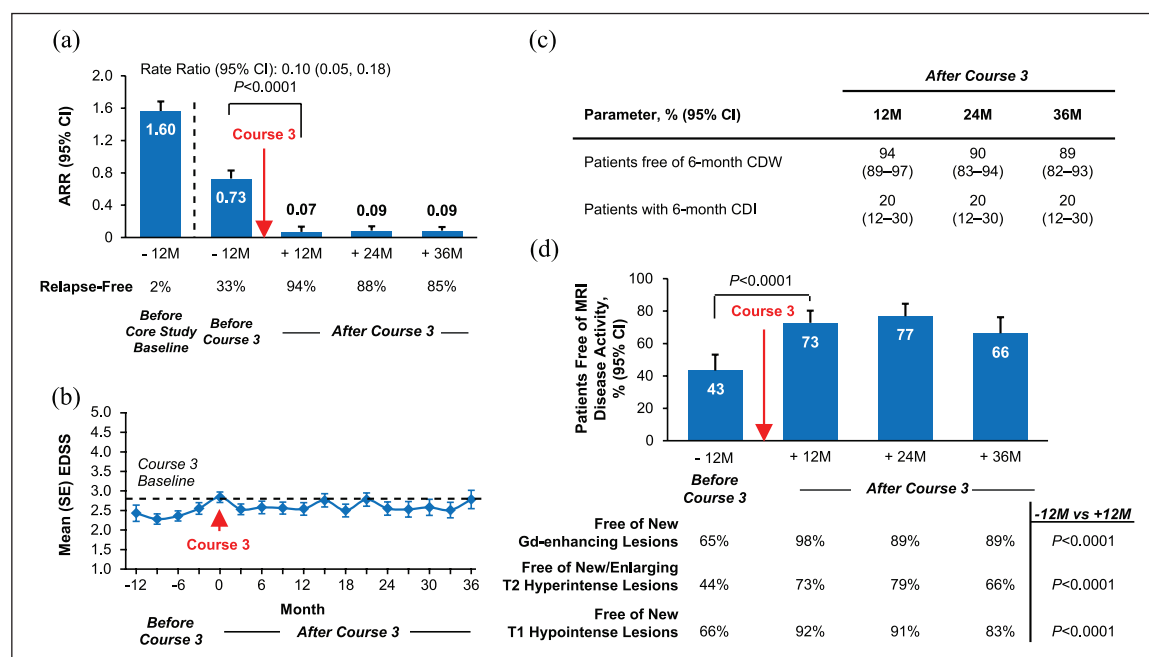 (a)
Rate Ratio (95% CI): 0.10 (0.05, 0.18)
P<0.0001
ARR (95% CI)
2.0
1.6
1.2
0.8
0.4
0
1.60
Course 3
0.73
0.07
0.09
0.09
- 12M
- 12M
+ 12M
+ 24M
+ 36M
Relapse-Free
2%
33%
94%
88%
85%
Before
Core Study
Baseline
Before
Course 3
After Course 3
(b)
Mean (SE) EDSS
5.0
4.5
4.0
3.5
3.0
2.5
2.0
1.5
1.0
Course 3
Baseline
Course 3
-12
-6
0
6
12
18
24
30
36
Month
Before
Course 3
After Course 3
(c)
After Course 3
Parameter, % (95% CI)
12M
24M
36M
Patients free of 6-month CDW
94
(89–97)
90
(83–94)
89
(82–93)
Patients with 6-month CDI
20
(12–30)
20
(12–30)
20
(12–30)
(d)
Patients Free of MRI
Disease Activity,
% (95% CI)
100
80
60
40
20
0
P<0.0001
Course 3
43
73
77
66
- 12M
+ 12M
+ 24M
+ 36M
Before
Course 3
After Course 3
-12M vs +12M
Free of New
Gd-enhancing Lesions
65%
98%
89%
89%
P<0.0001
Free of New/Enlarging
T2 Hyperintense Lesions
44%
73%
79%
66%
P<0.0001
Free of New
T1 Hypointense Lesions
66%
92%
91%
83%
P<0.0001